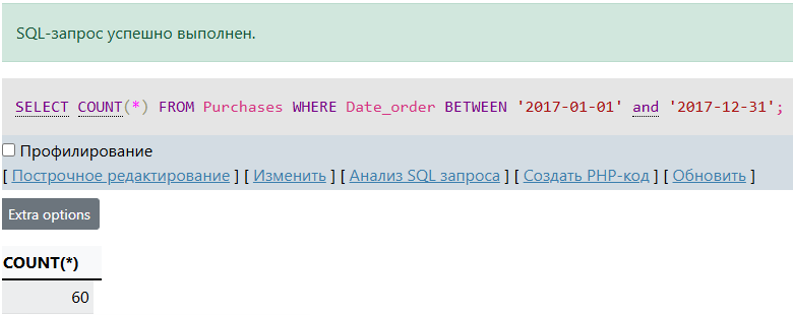 SQL-запрос успешно выполнен.
SELECT COUNT(*) FROM Purchases WHERE Date_order BETWEEN '2017-01-01' and '2017-12-31';
Профилирование
[ Построчное редактирование ] [ Изменить ] [ Анализ SQL запроса ] [ Создать PHP-код ] [ Обновить ]
Extra options
COUNT(*)
60